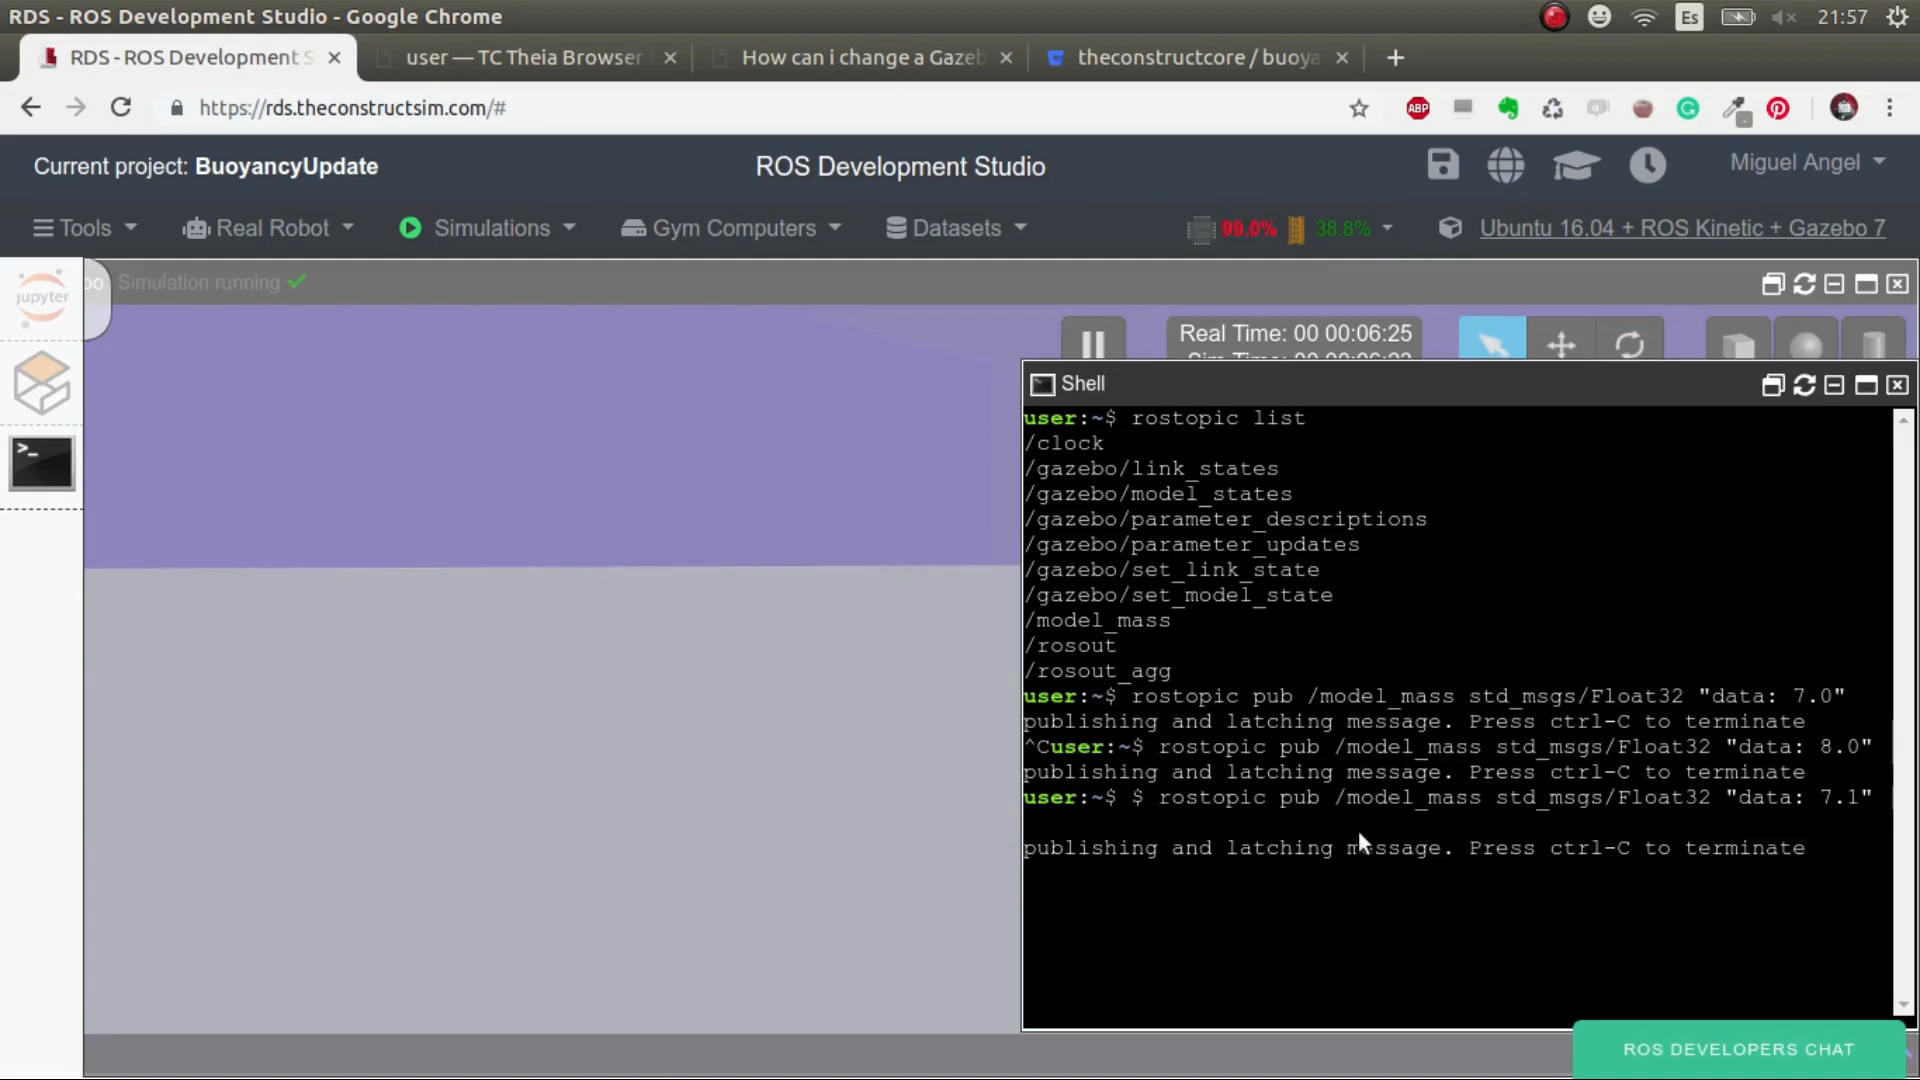 RDS - ROS Development Studio - Google Chrome
Es
21:57
RDS - ROS Development S
user — TC Theia Browser
How can i change a Gazeb
theconstructcore / buoya
https://rds.theconstructsim.com/#
ABP
Current project: BuoyancyUpdate
ROS Development Studio
Miguel Angel
Tools
Real Robot
Simulations
Gym Computers
Datasets
99.0%
38.8%
Ubuntu 16.04 + ROS Kinetic + Gazebo 7
jupyter
bo
Simulation running
Real Time: 00 00:06:25
Shell
user:~$ rostopic list
/clock
/gazebo/link_states
/gazebo/model_states
/gazebo/parameter_descriptions
/gazebo/parameter_updates
/gazebo/set_link_state
/gazebo/set_model_state
/model_mass
/rosout
/rosout_agg
user:~$ rostopic pub /model_mass std_msgs/Float32 "data: 7.0"
publishing and latching message. Press ctrl-C to terminate
^Cuser:~$ rostopic pub /model_mass std_msgs/Float32 "data: 8.0"
publishing and latching message. Press ctrl-C to terminate
user:~$ $ rostopic pub /model_mass std_msgs/Float32 "data: 7.1"
publishing and latching message. Press ctrl-C to terminate
ROS DEVELOPERS CHAT